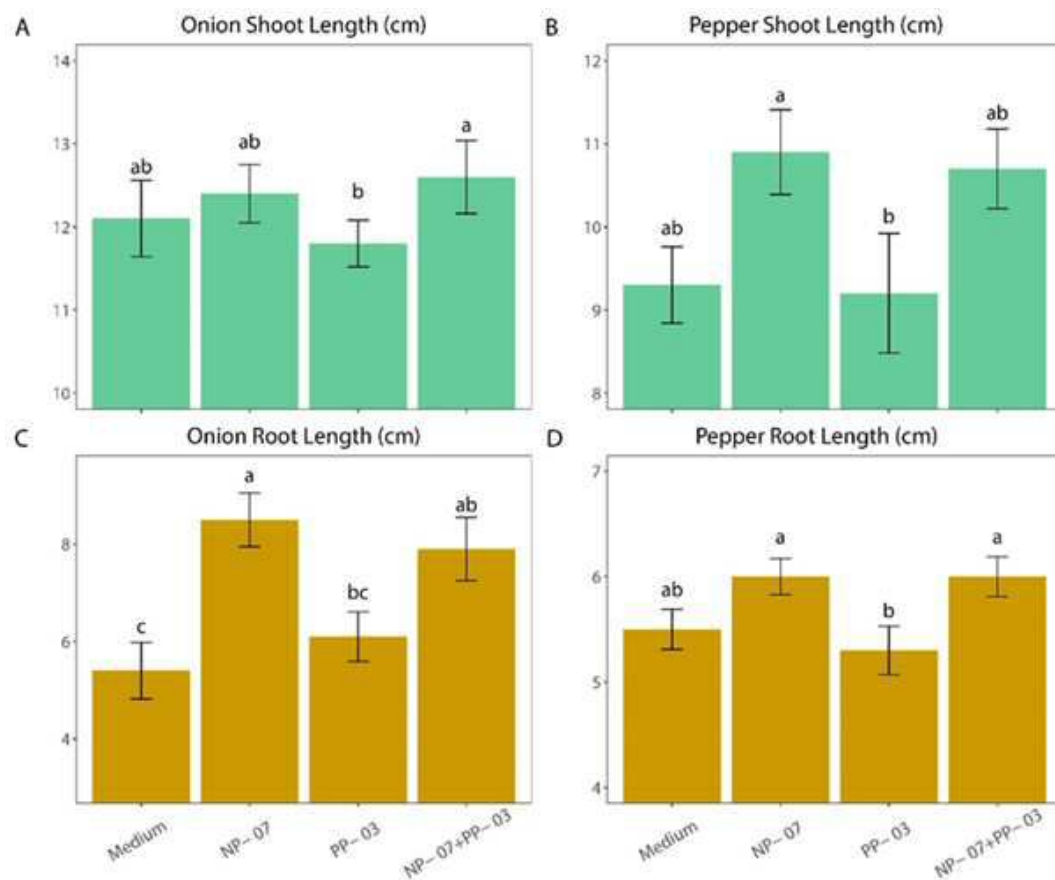 A Onion Shoot Length (cm)
14
13
12
11
10
ab
ab
b
a
B Pepper Shoot Length (cm)
12
11
10
9
8
ab
a
b
ab
C Onion Root Length (cm)
8
6
4
c
a
bc
ab
Medium
NP– 07
PP– 03
NP– 07+PP– 03
D Pepper Root Length (cm)
7
6
5
4
ab
a
b
a
Medium
NP– 07
PP– 03
NP– 07+PP– 03